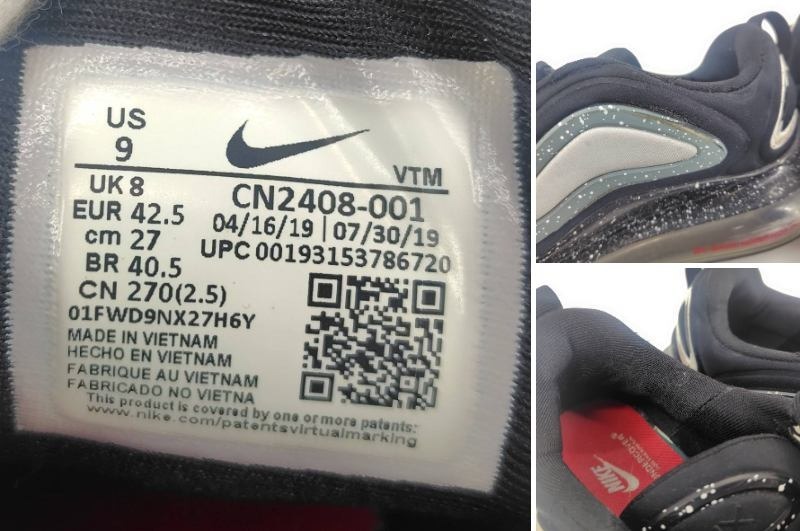 US
9
VTM
UK 8
CN2408-001
EUR 42.5
04/16/19 | 07/30/19
cm 27
UPC 00193153786720
BR 40.5
CN 270(2.5)
01FWD9NX27H6Y
MADE IN VIETNAM
HECHO EN VIETNAM
FABRIQUE AU VIETNAM
FABRICADO NO VIETNA
This product is covered by one or more patents:
www.nike.com/patentsvirtualmarking
NIKE
UNDERCOVER